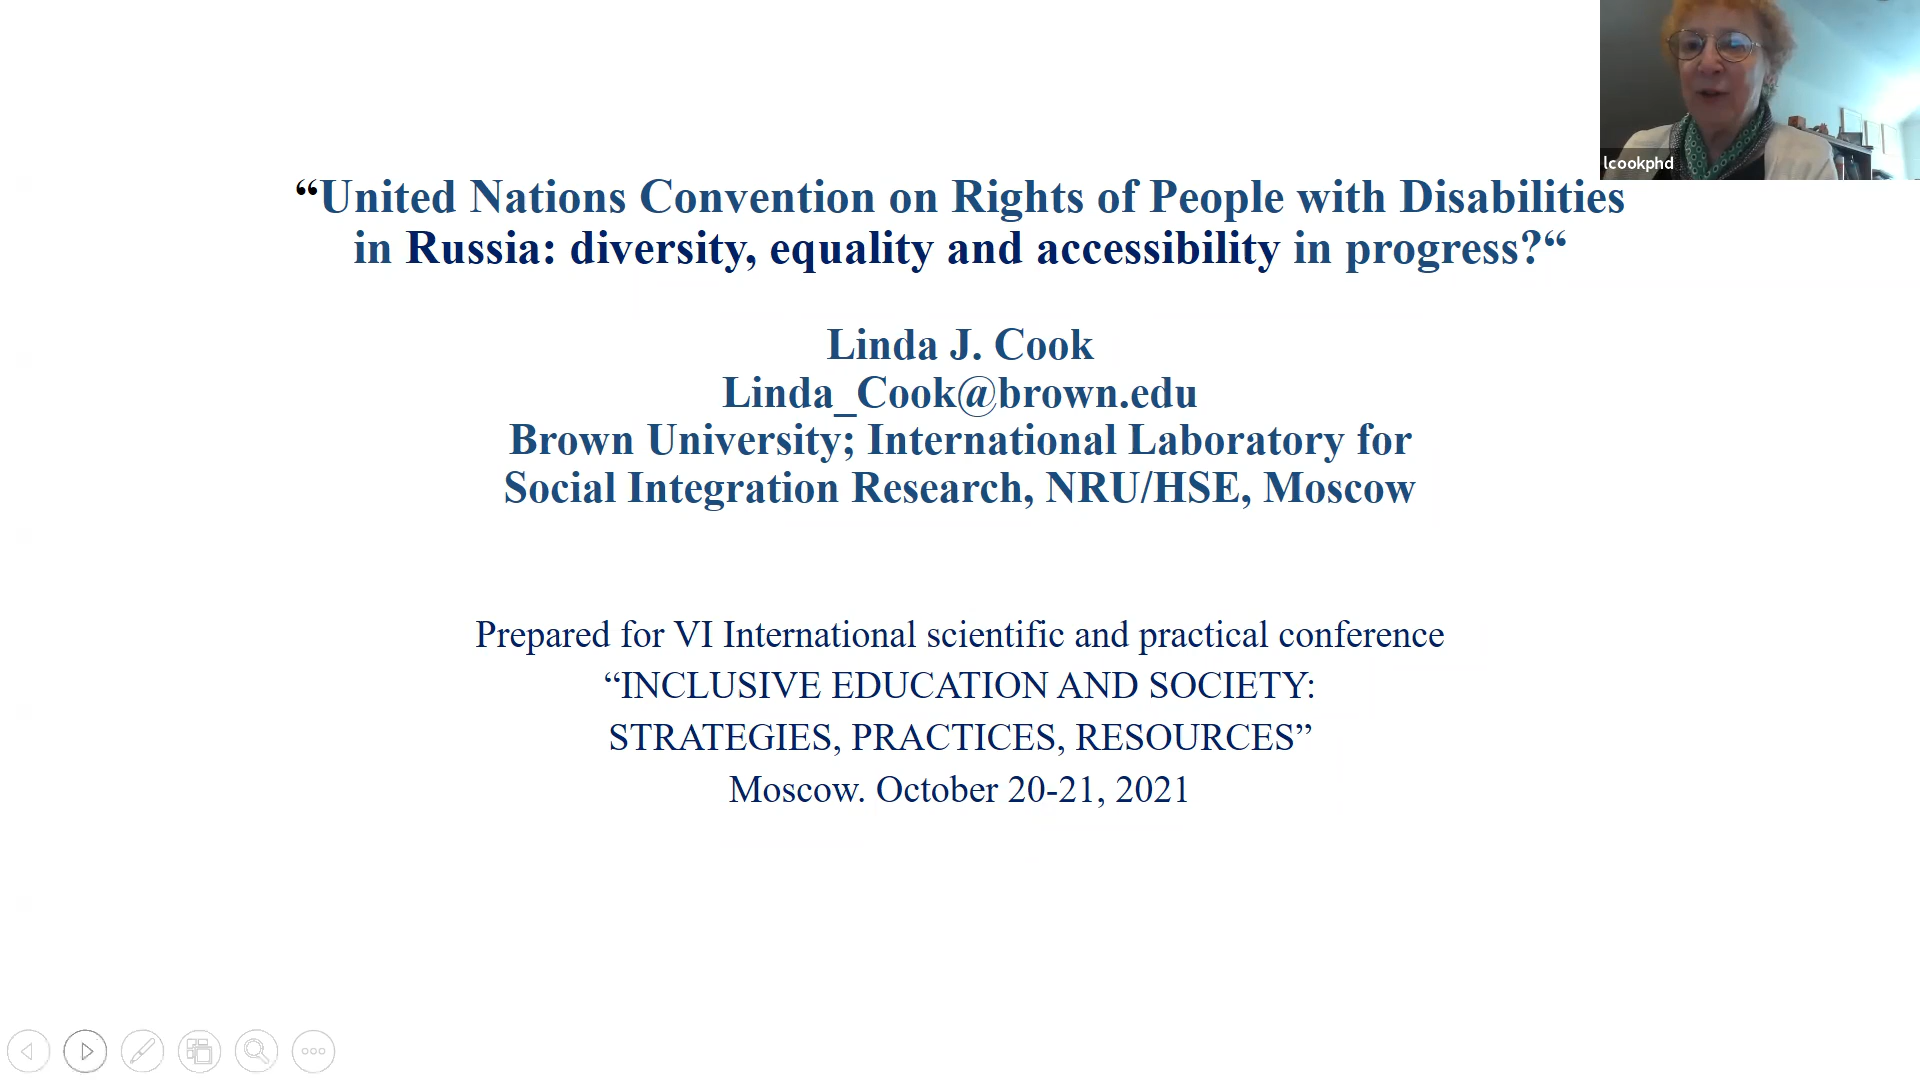 lcookphd
“United Nations Convention on Rights of People with Disabilities
in Russia: diversity, equality and accessibility in progress?“
Linda J. Cook
Linda_Cook@brown.edu
Brown University; International Laboratory for
Social Integration Research, NRU/HSE, Moscow
Prepared for VI International scientific and practical conference
“INCLUSIVE EDUCATION AND SOCIETY:
STRATEGIES, PRACTICES, RESOURCES”
Moscow. October 20-21, 2021